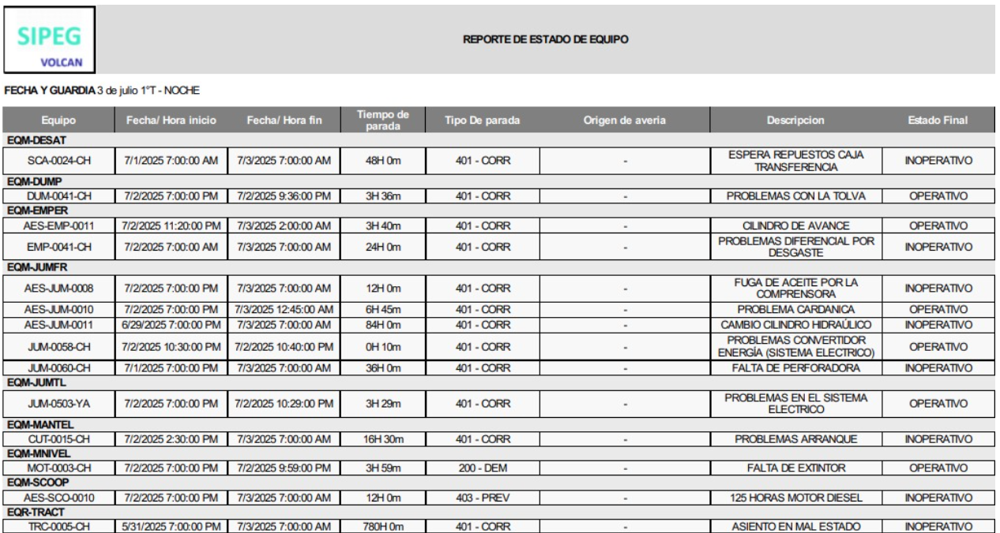 SIPEG
VOLCAN
REPORTE DE ESTADO DE EQUIPO
FECHA Y GUARDIA 3 de julio 1°T - NOCHE
Equipo Fecha/ Hora inicio Fecha/ Hora fin Tiempo de parada Tipo De parada Origen de averia Descripcion Estado Final
EQM-DESAT
SCA-0024-CH 7/1/2025 7:00:00 AM 7/3/2025 7:00:00 AM 48H 0m 401 - CORR - ESPERA REPUESTOS CAJA TRANSFERENCIA INOPERATIVO
EQM-DUMP
DUM-0041-CH 7/2/2025 7:00:00 PM 7/2/2025 9:36:00 PM 3H 36m 401 - CORR - PROBLEMAS CON LA TOLVA OPERATIVO
EQM-EMPER
AES-EMP-0011 7/2/2025 11:20:00 PM 7/3/2025 2:00:00 AM 3H 40m 401 - CORR - CILINDRO DE AVANCE OPERATIVO
EMP-0041-CH 7/2/2025 7:00:00 AM 7/3/2025 7:00:00 AM 24H 0m 401 - CORR - PROBLEMAS DIFERENCIAL POR DESGASTE INOPERATIVO
EQM-JUMFR
AES-JUM-0008 7/2/2025 7:00:00 PM 7/3/2025 7:00:00 AM 12H 0m 401 - CORR - FUGA DE ACEITE POR LA COMPRENSORA INOPERATIVO
AES-JUM-0010 7/2/2025 7:00:00 PM 7/3/2025 12:45:00 AM 6H 45m 401 - CORR - PROBLEMA CARDANICA OPERATIVO
AES-JUM-0011 6/29/2025 7:00:00 PM 7/3/2025 7:00:00 AM 84H 0m 401 - CORR - CAMBIO CILINDRO HIDRAÚLICO INOPERATIVO
JUM-0058-CH 7/2/2025 10:30:00 PM 7/2/2025 10:40:00 PM 0H 10m 401 - CORR - PROBLEMAS CONVERTIDOR ENERGÍA (SISTEMA ELECTRICO) OPERATIVO
JUM-0060-CH 7/1/2025 7:00:00 PM 7/3/2025 7:00:00 AM 36H 0m 401 - CORR - FALTA DE PERFORADORA INOPERATIVO
EQM-JUMTL
JUM-0503-YA 7/2/2025 7:00:00 PM 7/2/2025 10:29:00 PM 3H 29m 401 - CORR - PROBLEMAS EN EL SISTEMA ELECTRICO OPERATIVO
EQM-MANTEL
CUT-0015-CH 7/2/2025 2:30:00 PM 7/3/2025 7:00:00 AM 16H 30m 401 - CORR - PROBLEMAS ARRANQUE INOPERATIVO
EQM-MNIVEL
MOT-0003-CH 7/2/2025 7:00:00 PM 7/2/2025 9:59:00 PM 3H 59m 200 - DEM - FALTA DE EXTINTOR OPERATIVO
EQM-SCOOP
AES-SCO-0010 7/2/2025 7:00:00 PM 7/3/2025 7:00:00 AM 12H 0m 403 - PREV - 125 HORAS MOTOR DIESEL INOPERATIVO
EQR-TRACT
TRC-0005-CH 5/31/2025 7:00:00 PM 7/3/2025 7:00:00 AM 780H 0m 401 - CORR - ASIENTO EN MAL ESTADO INOPERATIVO